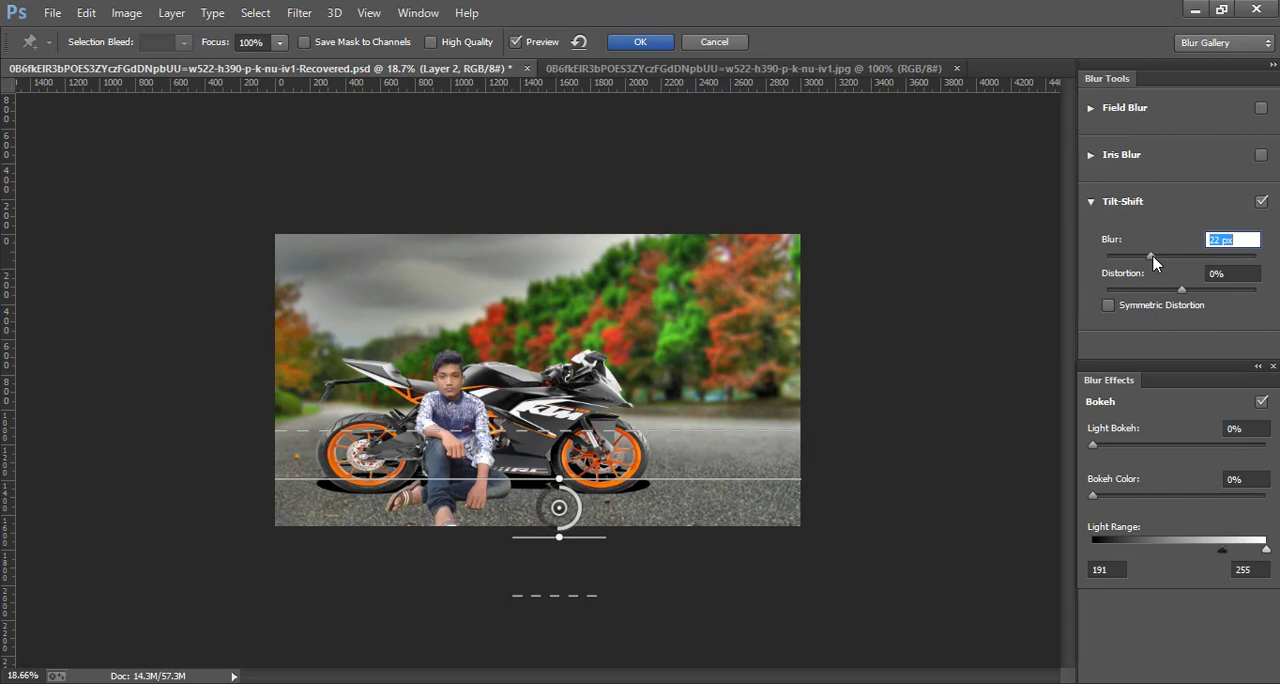 Ps File Edit Image Layer Type Select Filter 3D View Window Help
Selection Bleed: Focus: 100% Save Mask to Channels High Quality Preview OK Cancel Blur Gallery
0B6fkEIR3bPOES3ZYczFGdDNpbUU=w522-h390-p-k-nu-iv1-Recovered.psd @ 18.7% (Layer 2, RGB/8#) * × 0B6fkEIR3bPOES3ZYczFGdDNpbUU=w522-h390-p-k-nu-iv1.jpg @ 100% (RGB/8#) ×
1400 1200 1000 800 600 400 200 0 200 400 600 800 1000 1200 1400 1600 1800 2000 2200 2400 2600 2800 3000 3200 3400 3600 3800 4000 4200
Blur Tools
Field Blur
Iris Blur
Tilt-Shift
Blur: 22 px
Distortion: 0%
Symmetric Distortion
Blur Effects
Bokeh
Light Bokeh: 0%
Bokeh Color: 0%
Light Range:
191 255
KTM
18.66% Doc: 14.3M/57.3M